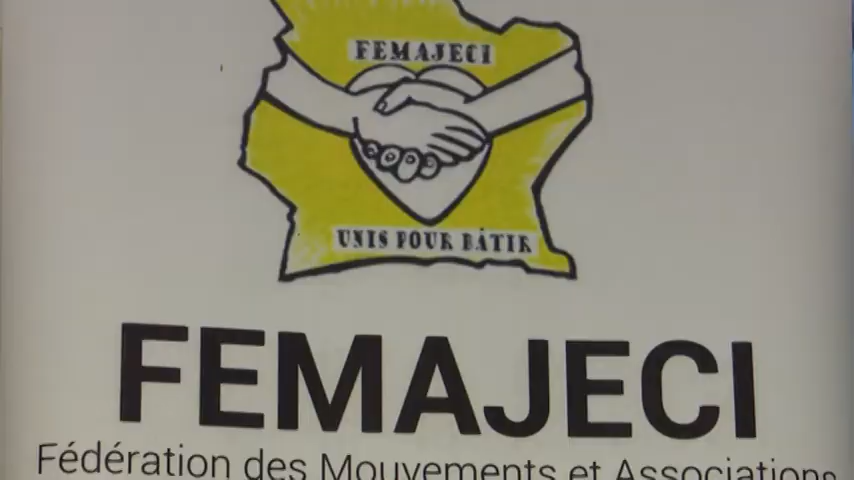 FEMAJECI
UNIS POUR BÂTIR
FEMAJECI
Fédération des Mouvements et Associations